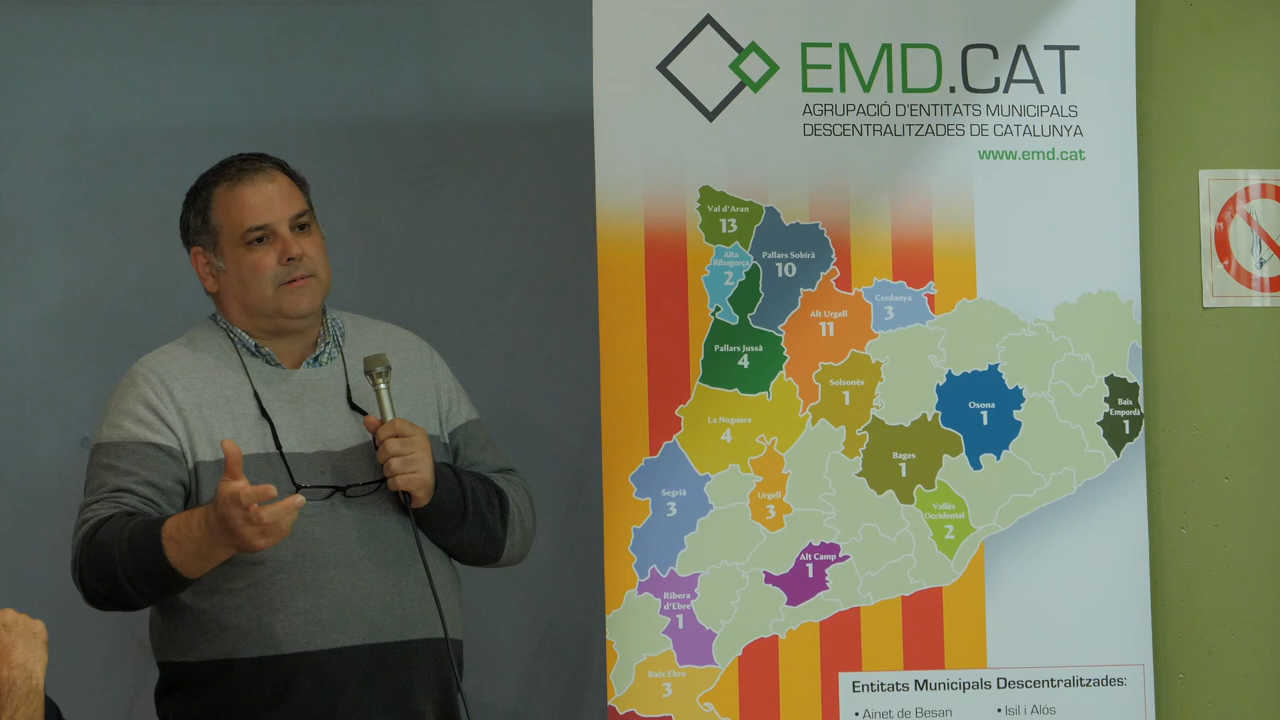 EMD.CAT
AGRUPACIÓ D'ENTITATS MUNICIPALS
DESCENTRALITZADES DE CATALUNYA
www.emd.cat
Val d'Aran
13
Alta
Ribagorça
2
Pallars Sobirà
10
Cerdanya
3
Alt Urgell
11
Pallars Jussà
4
Solsonès
1
Osona
1
Baix
Empordà
1
La Noguera
4
Bages
1
Segrià
3
Urgell
3
Vallès
Occidental
2
Alt Camp
1
Ribera
d'Ebre
1
Baix Ebre
3
Entitats Municipals Descentralitzades:
• Ainet de Besan
• Isil i Alós